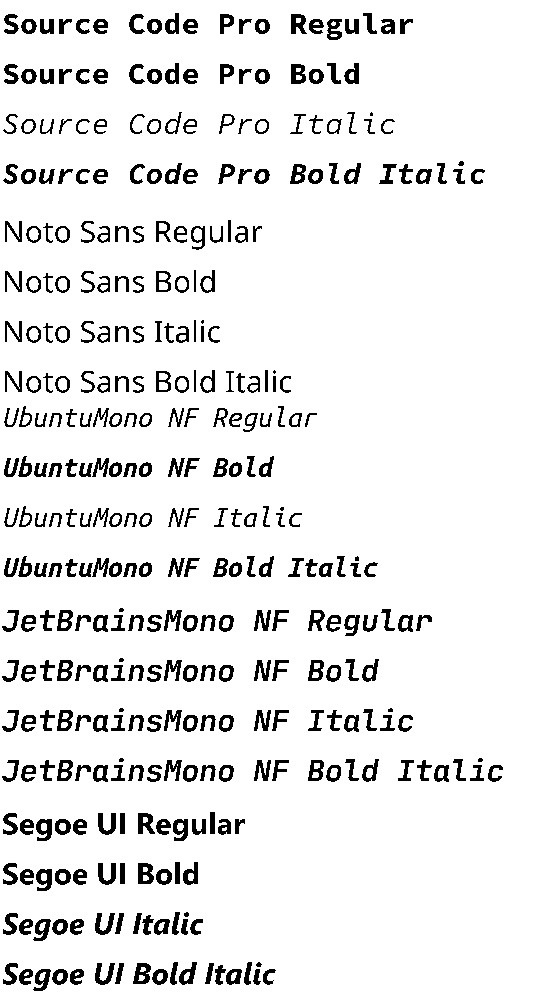 Source Code Pro Regular
Source Code Pro Bold
Source Code Pro Italic
Source Code Pro Bold Italic
Noto Sans Regular
Noto Sans Bold
Noto Sans Italic
Noto Sans Bold Italic
UbuntuMono NF Regular
UbuntuMono NF Bold
UbuntuMono NF Italic
UbuntuMono NF Bold Italic
JetBrainsMono NF Regular
JetBrainsMono NF Bold
JetBrainsMono NF Italic
JetBrainsMono NF Bold Italic
Segoe UI Regular
Segoe UI Bold
Segoe UI Italic
Segoe UI Bold Italic